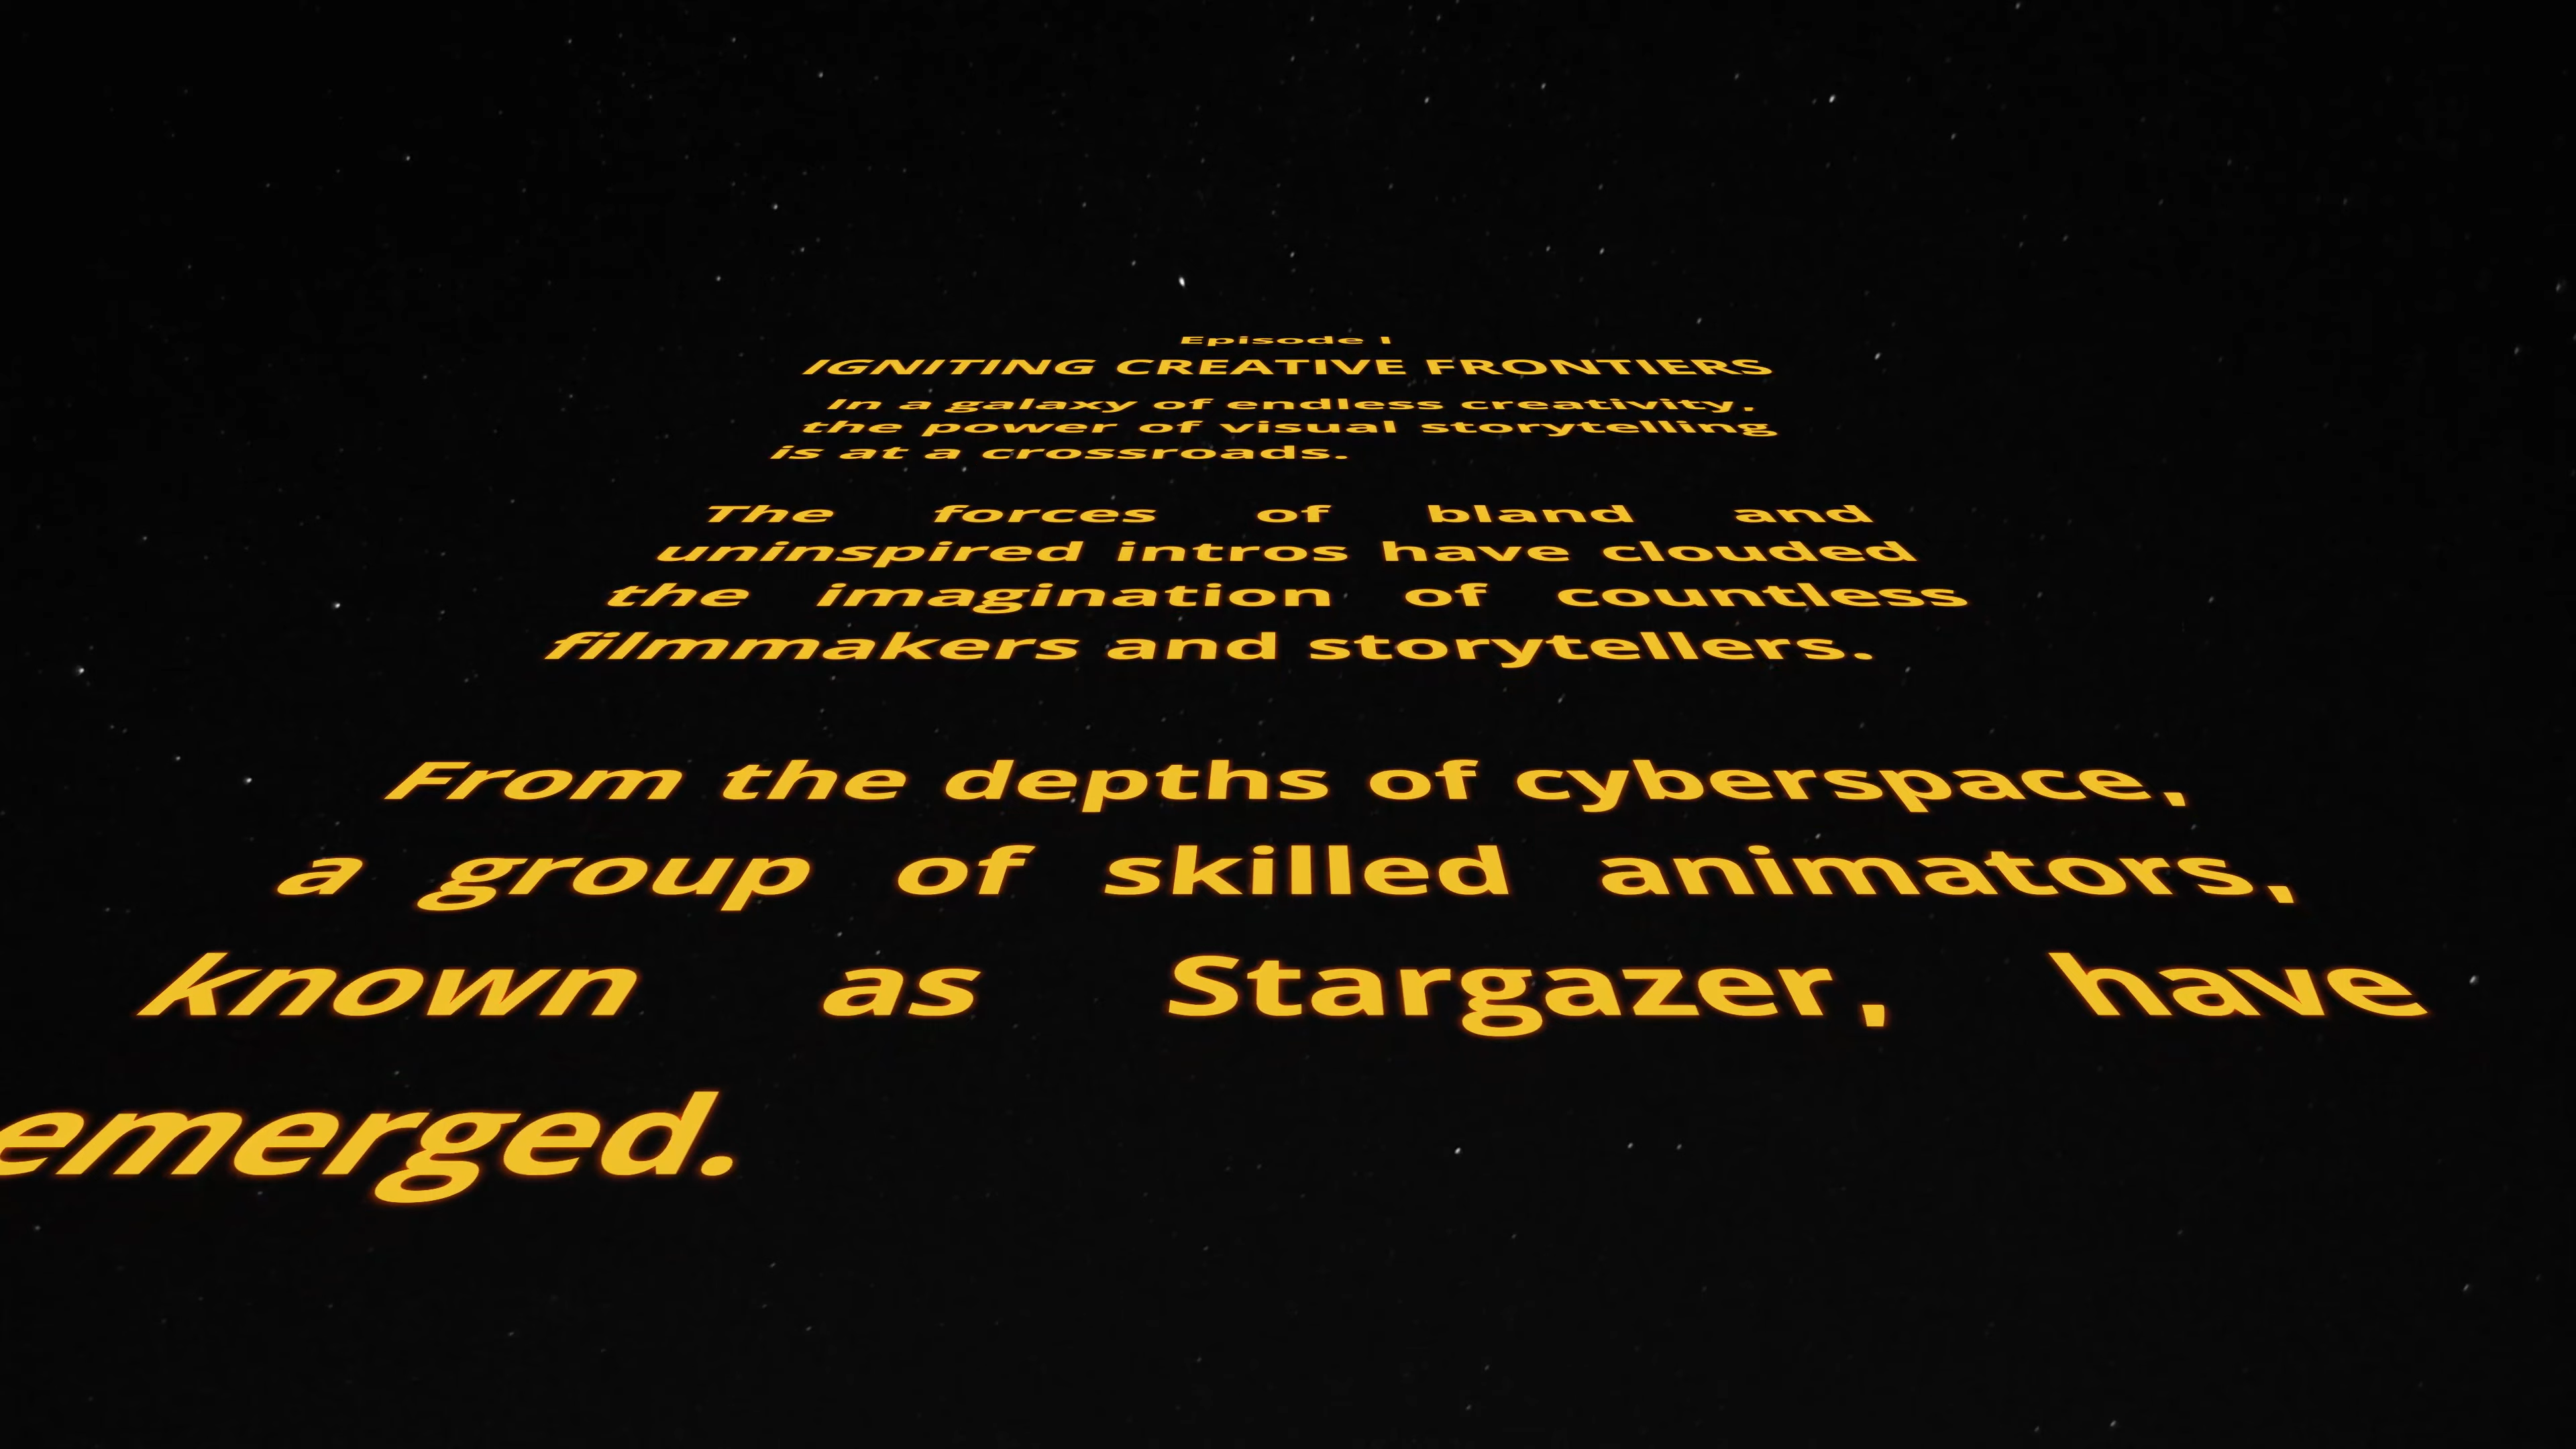 Episode I
IGNITING CREATIVE FRONTIERS
In a galaxy of endless creativity,
the power of visual storytelling
is at a crossroads.
The forces of bland and
uninspired intros have clouded
the imagination of countless
filmmakers and storytellers.
From the depths of cyberspace,
a group of skilled animators,
known as Stargazer, have
emerged.